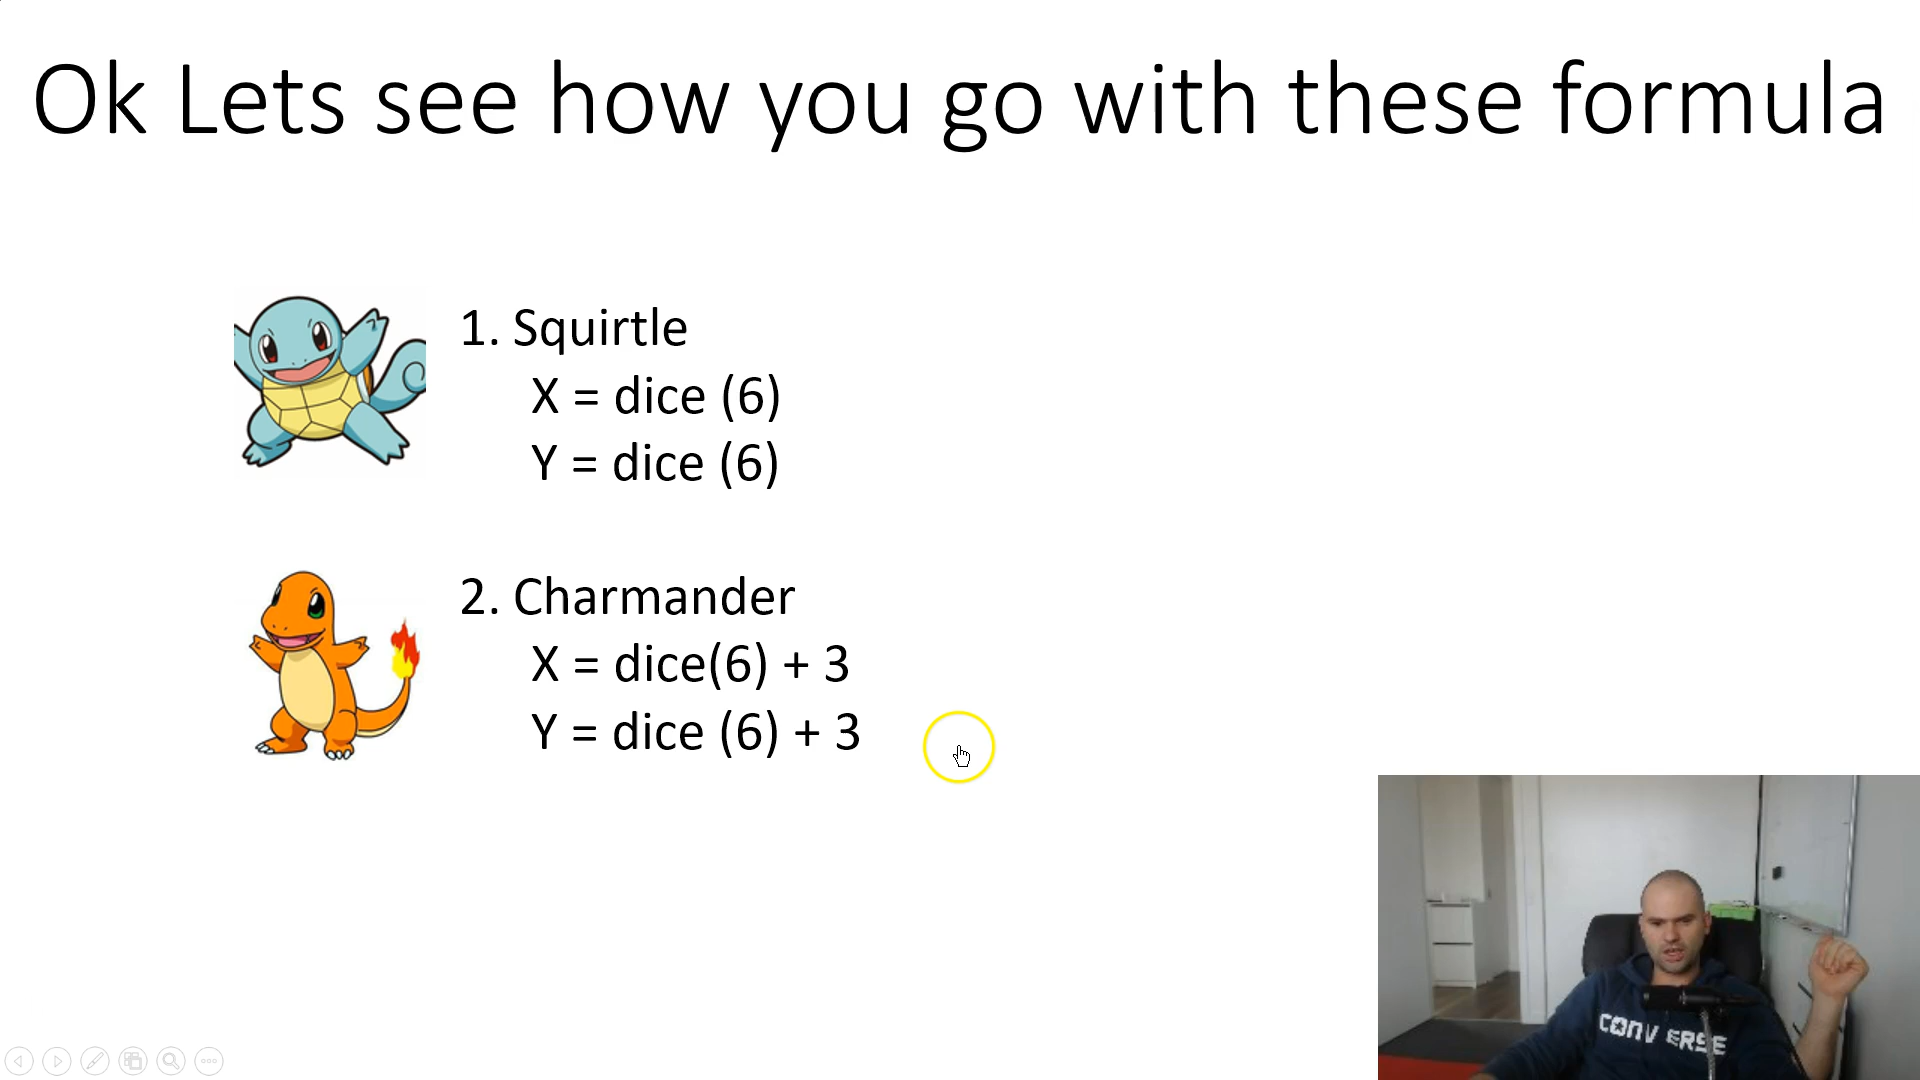 Ok Lets see how you go with these formula
1. Squirtle
X = dice (6)
Y = dice (6)
2. Charmander
X = dice(6) + 3
Y = dice (6) + 3
CONVERSE